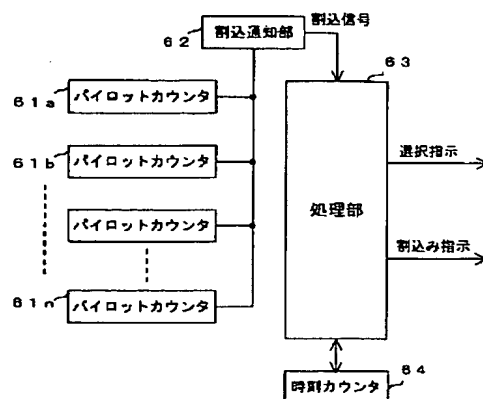 62
割込通知部
割込信号
63
61a
パイロットカウンタ
61b
パイロットカウンタ
選択指示
パイロットカウンタ
処理部
割込み指示
61n
パイロットカウンタ
64
時刻カウンタ